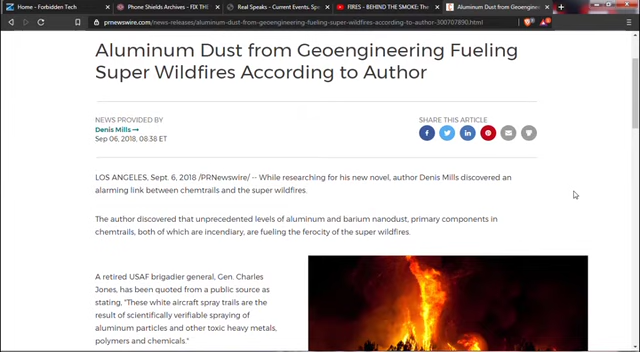 Home - Forbidden Tech
Phone Shields Archives - FIX THE
Real Speaks - Current Events, Spe
FIRES - BEHIND THE SMOKE: The
Aluminum Dust from Geoenginee
prnewswire.com/news-releases/aluminum-dust-from-geoengineering-fueling-super-wildfires-according-to-author-300707890.html
Aluminum Dust from Geoengineering Fueling
Super Wildfires According to Author
NEWS PROVIDED BY
Denis Mills
Sep 06, 2018, 08:38 ET
SHARE THIS ARTICLE
LOS ANGELES, Sept. 6, 2018 /PRNewswire/ -- While researching for his new novel, author Denis Mills discovered an
alarming link between chemtrails and the super wildfires.
The author discovered that unprecedented levels of aluminum and barium nanodust, primary components in
chemtrails, both of which are incendiary, are fueling the ferocity of the super wildfires.
A retired USAF brigadier general, Gen. Charles
Jones, has been quoted from a public source as
stating, "These white aircraft spray trails are the
result of scientifically verifiable spraying of
aluminum particles and other toxic heavy metals,
polymers and chemicals."